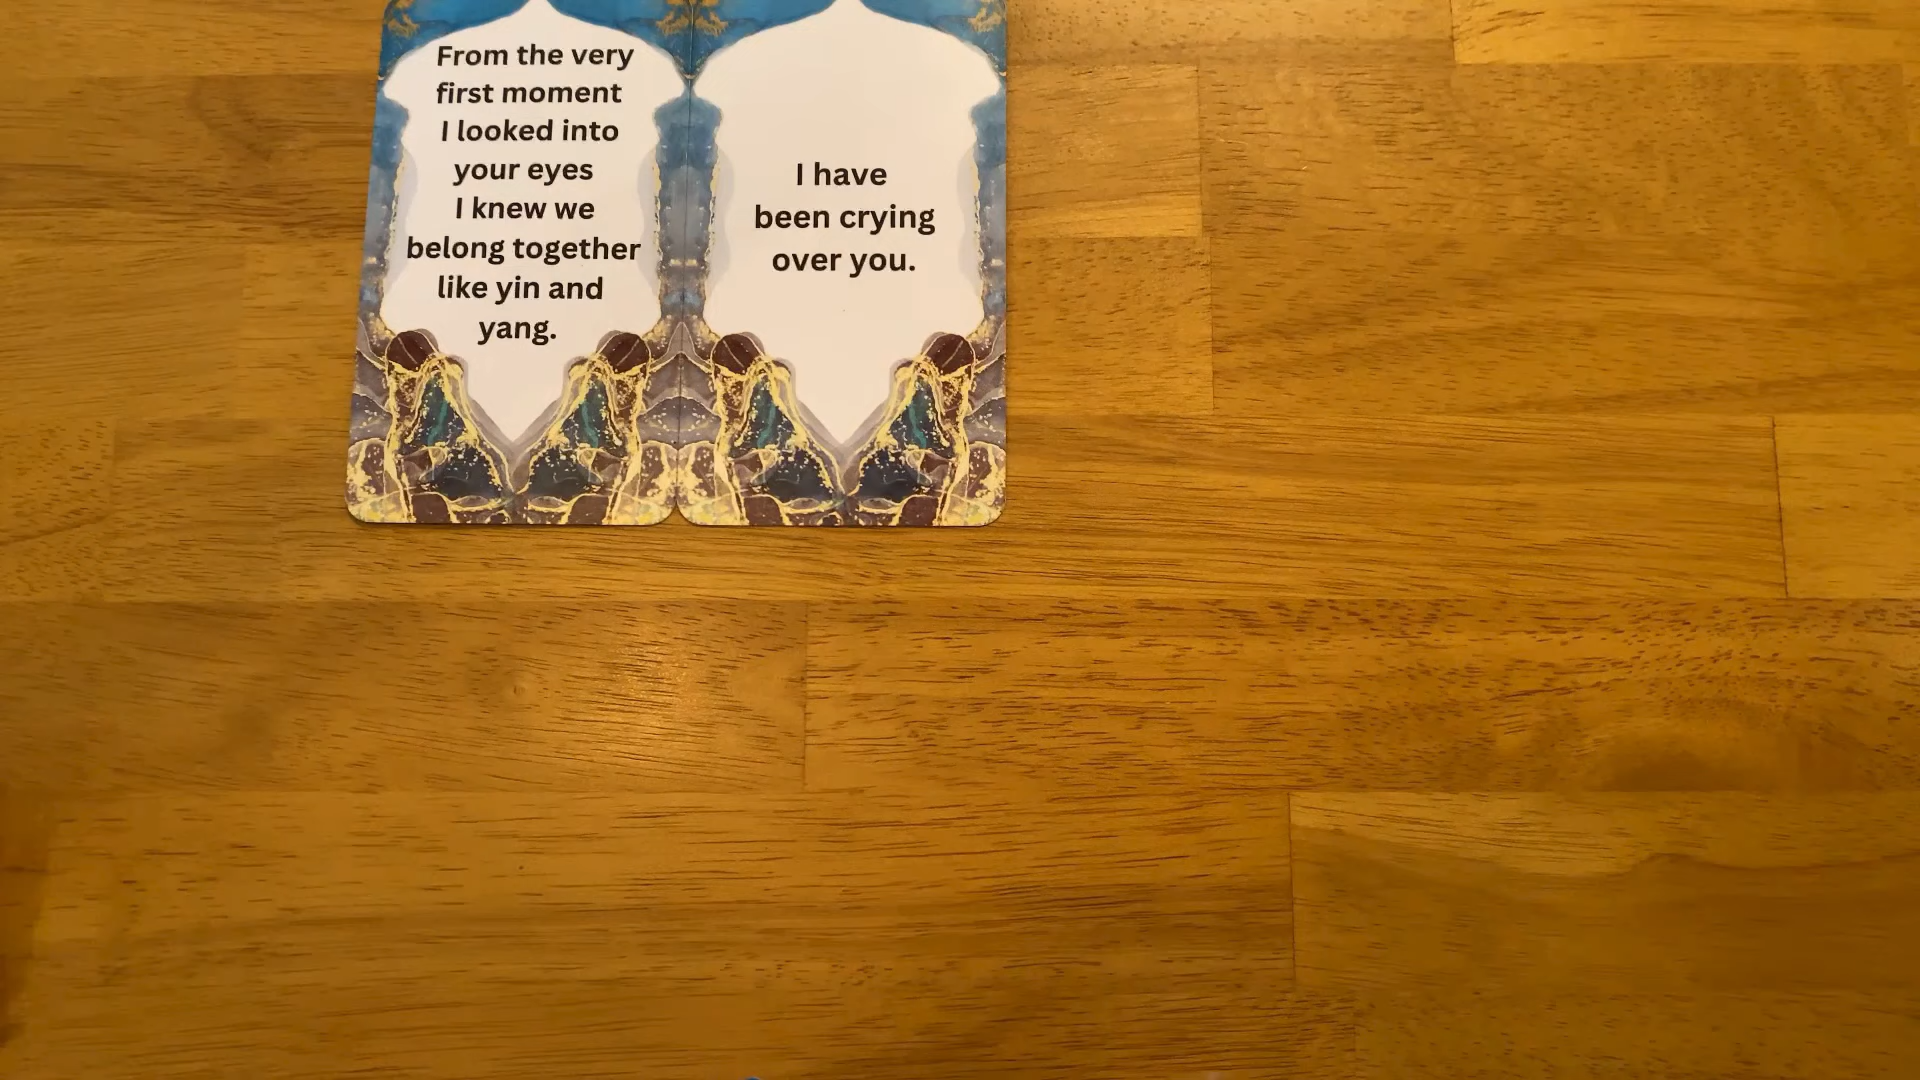 From the very
first moment
I looked into
your eyes
I knew we
belong together
like yin and
yang.
I have
been crying
over you.